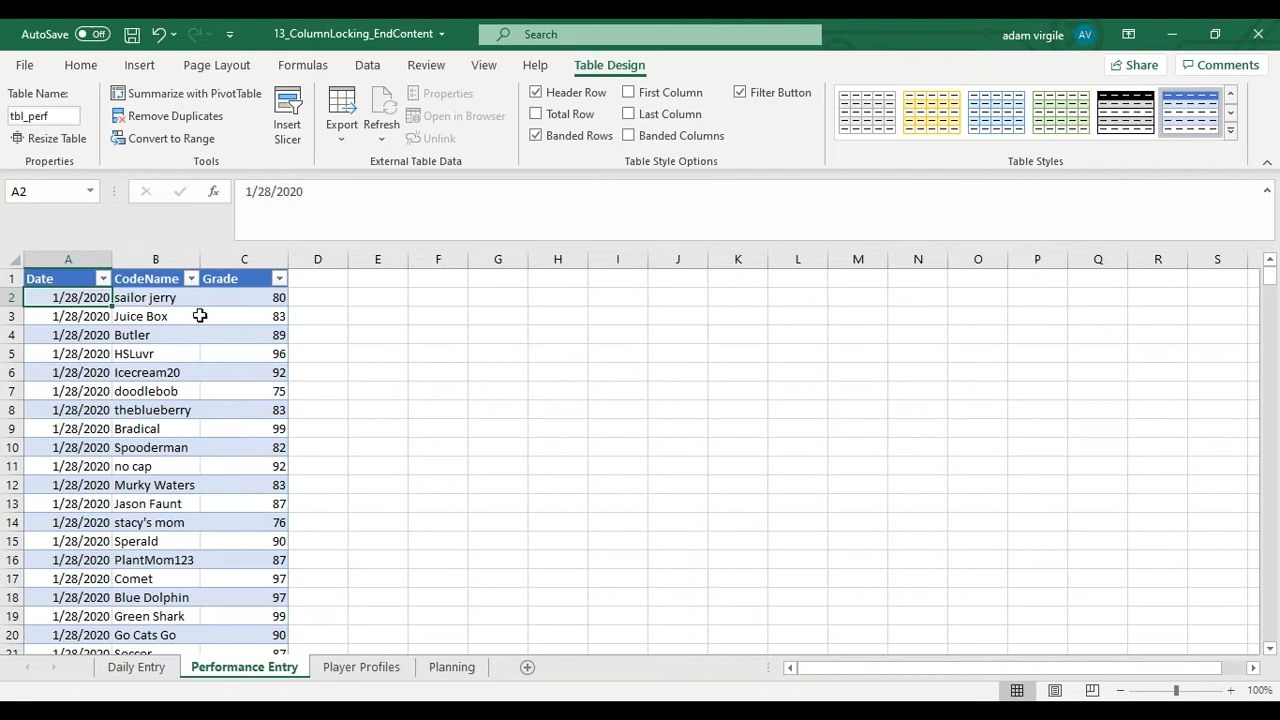 AutoSave Off 13_ColumnLocking_EndContent Search adam virgile AV
File Home Insert Page Layout Formulas Data Review View Help Table Design Share Comments
Table Name:
tbl_perf
Resize Table
Properties
Summarize with PivotTable
Remove Duplicates
Convert to Range
Tools
Insert
Slicer
Export
Refresh
Properties
Open in Browser
Unlink
External Table Data
Header Row First Column Filter Button
Total Row Last Column
Banded Rows Banded Columns
Table Style Options
Table Styles
A2 fx 1/28/2020
A B C D E F G H I J K L M N O P Q R S
1 Date CodeName Grade
2 1/28/2020 sailor jerry 80
3 1/28/2020 Juice Box 83
4 1/28/2020 Butler 89
5 1/28/2020 HSLuvr 96
6 1/28/2020 Icecream20 92
7 1/28/2020 doodlebob 75
8 1/28/2020 theblueberry 83
9 1/28/2020 Bradical 99
10 1/28/2020 Spooderman 82
11 1/28/2020 no cap 92
12 1/28/2020 Murky Waters 83
13 1/28/2020 Jason Faunt 87
14 1/28/2020 stacy's mom 76
15 1/28/2020 Sperald 90
16 1/28/2020 PlantMom123 87
17 1/28/2020 Comet 97
18 1/28/2020 Blue Dolphin 97
19 1/28/2020 Green Shark 99
20 1/28/2020 Go Cats Go 90
21 1/28/2020 Soccer 87
Daily Entry Performance Entry Player Profiles Planning
100%